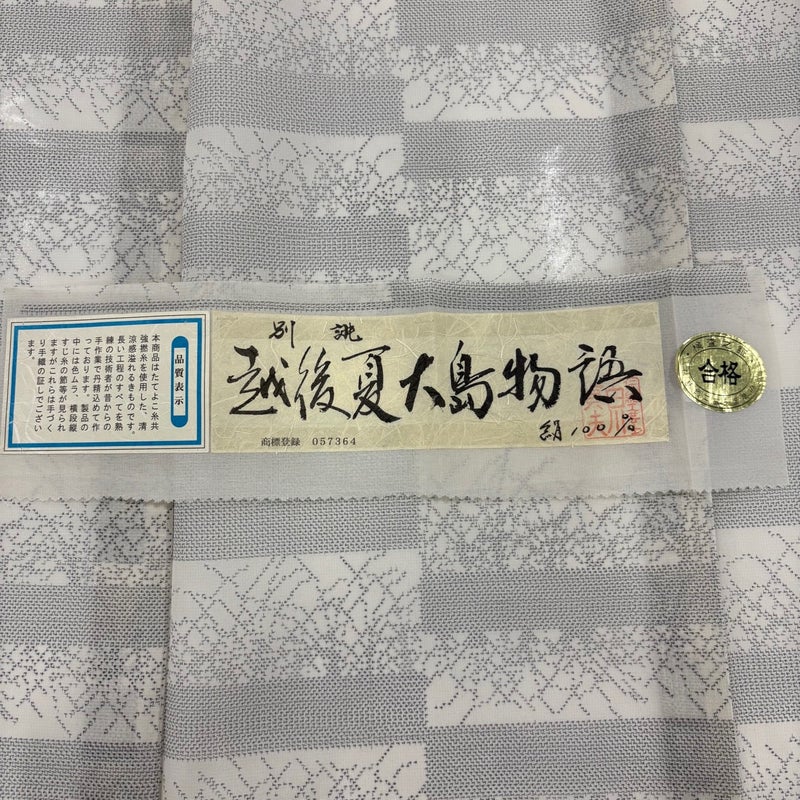 品質表示
本商品はたてよこ糸共
強撚糸を使用した、清
涼感溢れるきものです。
長い工程のすべてを熟
練の技術者が昔からの
手作業で丹精込めて作
っております。製品の
中には色ムラ、横段縦
すじ糸の節等が見られ
ますがこれらは手づく
り手織の証しでござい
ます。
別誂
越後夏大島物語
絹100%
商標登録 057364
合格